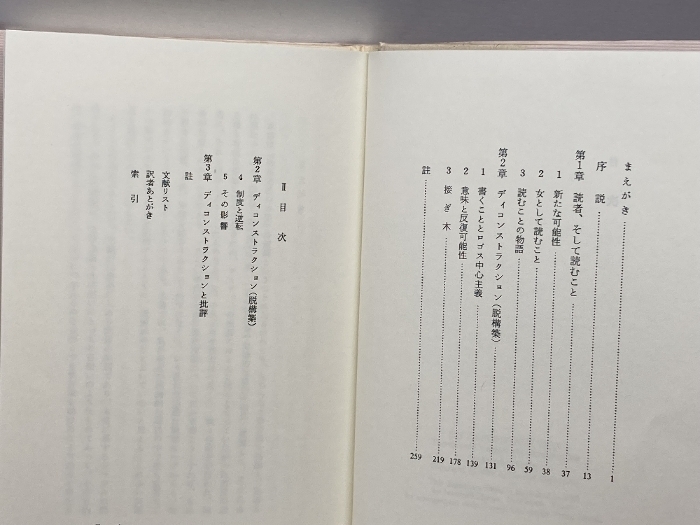 まえがき……………………1
序説……………………13
第1章 読者、そして読むこと……………………37
1 新たな可能性……………………38
2 女として読むこと……………………59
3 読むことの物語……………………96
第2章 ディコンストラクション(脱構築)……………………131
1 書くこととロゴス中心主義……………………139
2 意味と反復可能性……………………178
3 接ぎ木……………………219
註……………………259
Ⅱ目次
第2章 ディコンストラクション(脱構築)
4 制度と逆転
5 その影響
第3章 ディコンストラクションと批評
註
文献リスト
訳者あとがき
索引